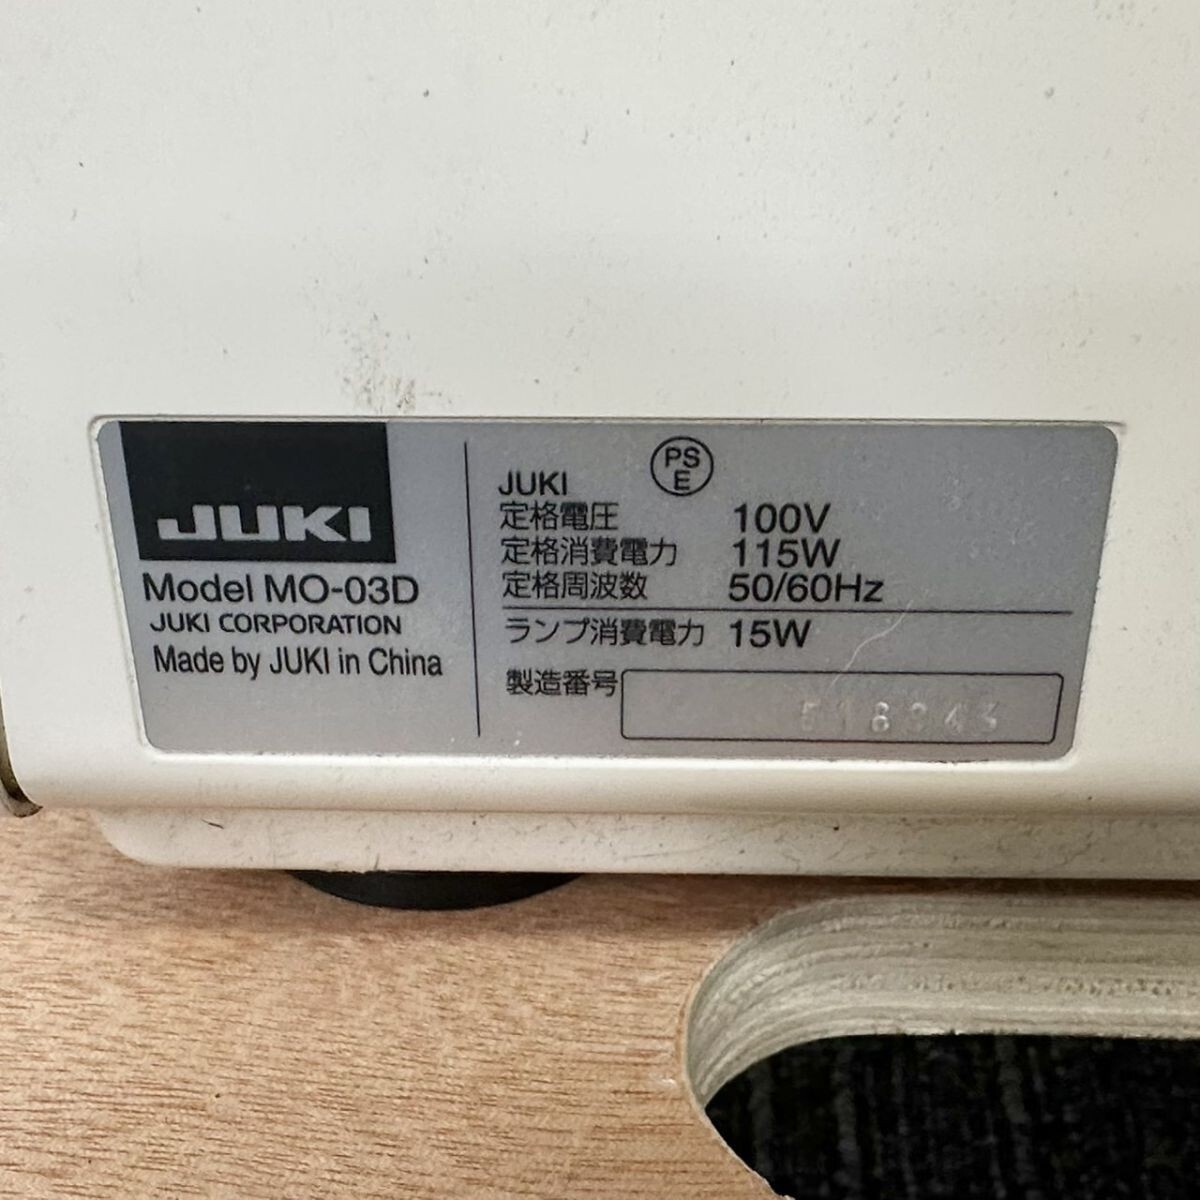 JUKI
Model MO-03D
JUKI CORPORATION
Made by JUKI in China
PS
E
JUKI
定格電圧 100V
定格消費電力 115W
定格周波数 50/60Hz
ランプ消費電力 15W
製造番号